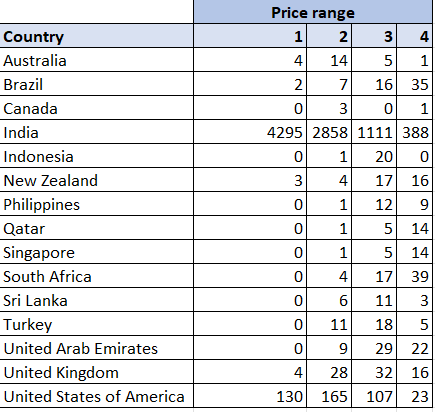 Price range
Country 1 2 3 4
Australia 4 14 5 1
Brazil 2 7 16 35
Canada 0 3 0 1
India 4295 2858 1111 388
Indonesia 0 1 20 0
New Zealand 3 4 17 16
Philippines 0 1 12 9
Qatar 0 1 5 14
Singapore 0 1 5 14
South Africa 0 4 17 39
Sri Lanka 0 6 11 3
Turkey 0 11 18 5
United Arab Emirates 0 9 29 22
United Kingdom 4 28 32 16
United States of America 130 165 107 23